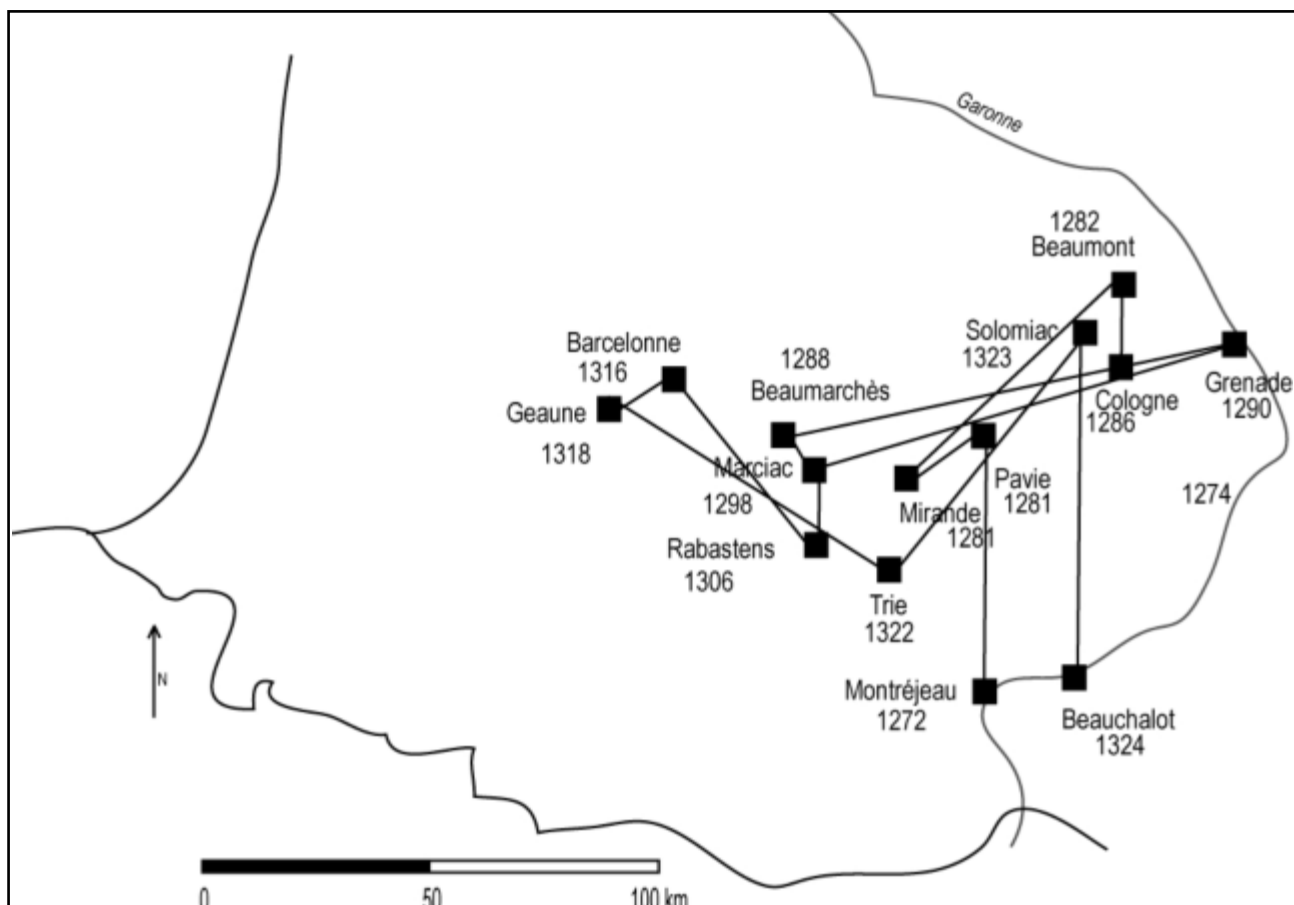 Garonne
1282
Beaumont
Solomiac
1323
Barcelonne
1316
1288
Beaumarchès
Grenade
1290
Cologne
1286
Geaune
1318
Marciac
1298
Pavie
1281
Mirande
1281
1274
Rabastens
1306
Trie
1322
N
Montréjeau
1272
Beauchalot
1324
0 50 100 km